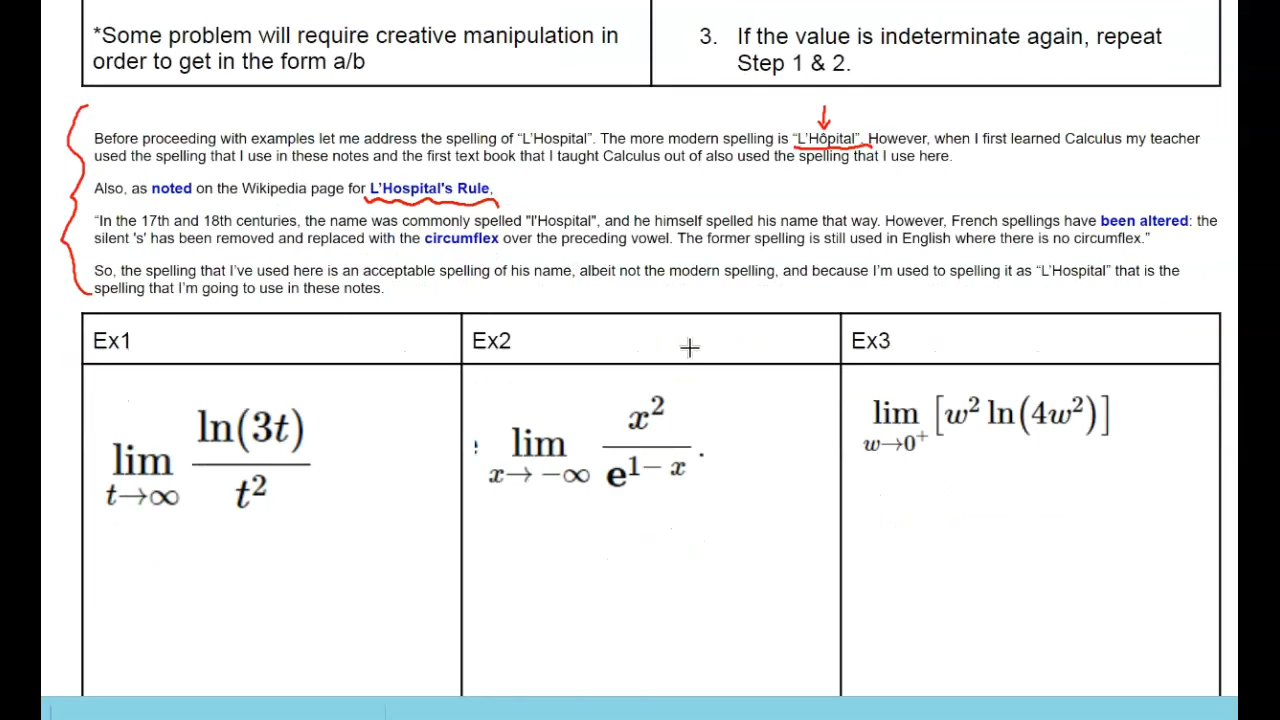 *Some problem will require creative manipulation in
order to get in the form a/b
3. If the value is indeterminate again, repeat
Step 1 & 2.
Before proceeding with examples let me address the spelling of “L’Hospital”. The more modern spelling is “L’Hôpital”. However, when I first learned Calculus my teacher
used the spelling that I use in these notes and the first text book that I taught Calculus out of also used the spelling that I use here.
Also, as noted on the Wikipedia page for L’Hospital's Rule,
“In the 17th and 18th centuries, the name was commonly spelled "l'Hospital", and he himself spelled his name that way. However, French spellings have been altered: the
silent 's' has been removed and replaced with the circumflex over the preceding vowel. The former spelling is still used in English where there is no circumflex.”
So, the spelling that I’ve used here is an acceptable spelling of his name, albeit not the modern spelling, and because I’m used to spelling it as “L’Hospital” that is the
spelling that I’m going to use in these notes.
Ex1
Ex2
Ex3
lim t→∞ ln(3t) / t²
lim x→ −∞ x² / e^(1− x) .
lim w→0⁺ [w² ln(4w²)]